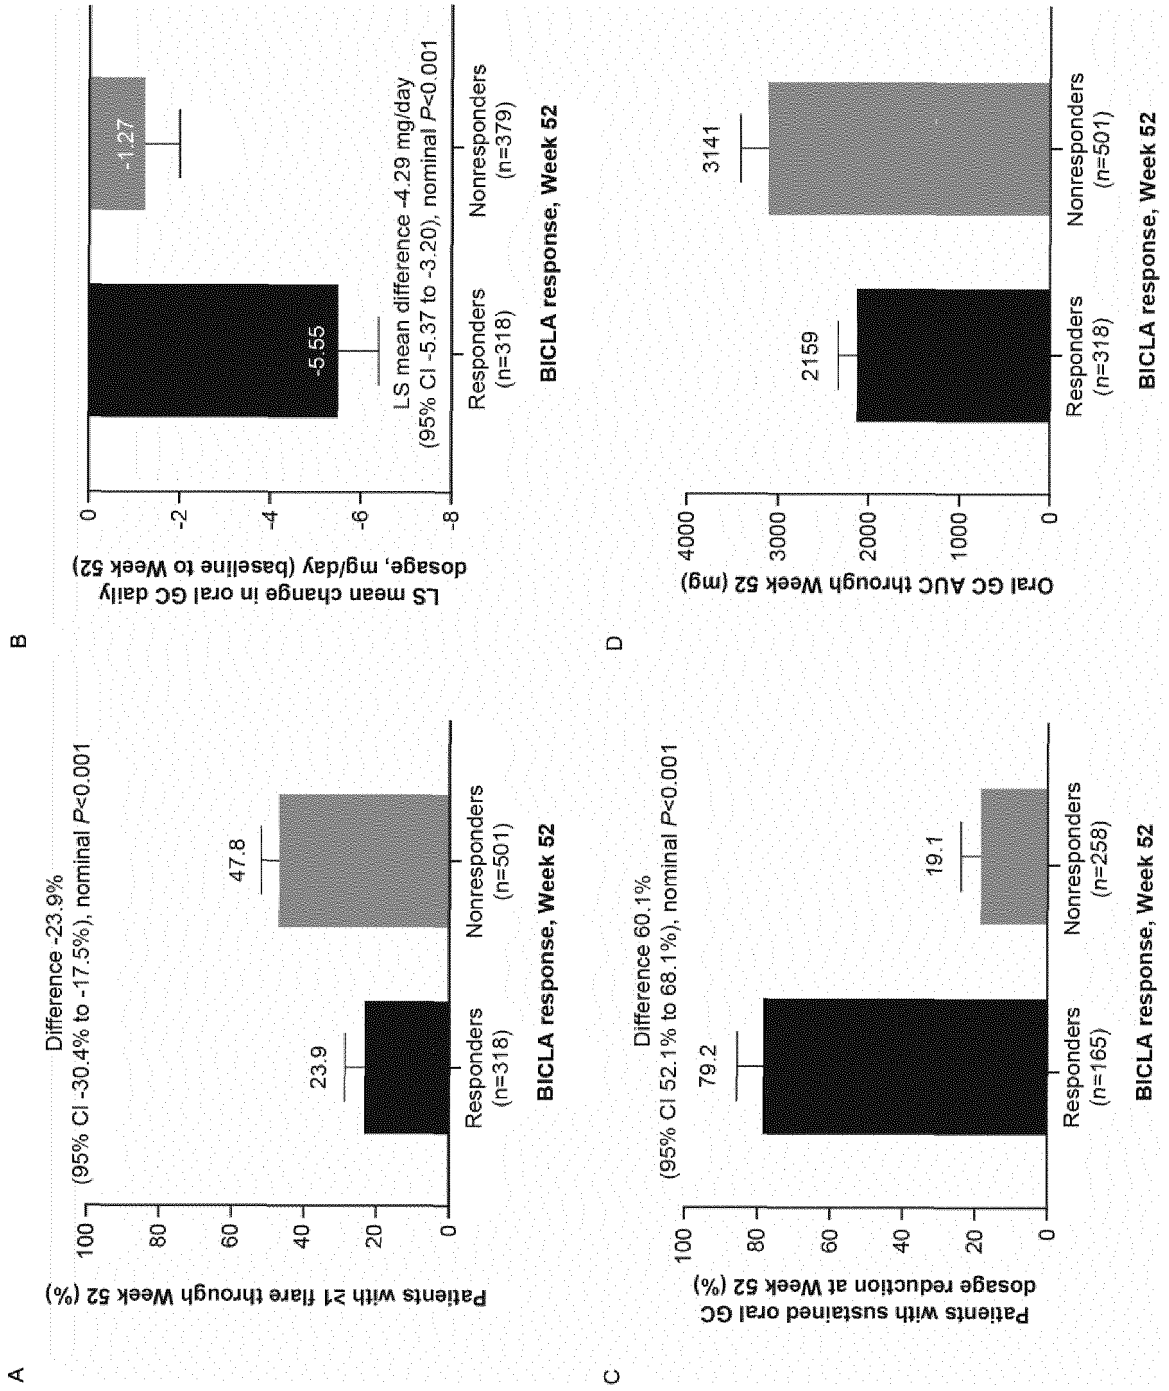 A
Difference -23.9%
(95% CI -30.4% to -17.5%), nominal P<0.001
Patients with ≥1 flare through Week 52 (%)
100
80
60
40
20
0
23.9
47.8
Responders
(n=318)
Nonresponders
(n=501)
BICLA response, Week 52
B
LS mean change in oral GC daily
dosage, mg/day (baseline to Week 52)
0
-2
-4
-6
-8
-5.55
-1.27
LS mean difference -4.29 mg/day
(95% CI -5.37 to -3.20), nominal P<0.001
Responders
(n=318)
Nonresponders
(n=379)
BICLA response, Week 52
C
Difference 60.1%
(95% CI 52.1% to 68.1%), nominal P<0.001
Patients with sustained oral GC
dosage reduction at Week 52 (%)
100
80
60
40
20
0
79.2
19.1
Responders
(n=165)
Nonresponders
(n=258)
BICLA response, Week 52
D
Oral GC AUC through Week 52 (mg)
4000
3000
2000
1000
0
2159
3141
Responders
(n=318)
Nonresponders
(n=501)
BICLA response, Week 52